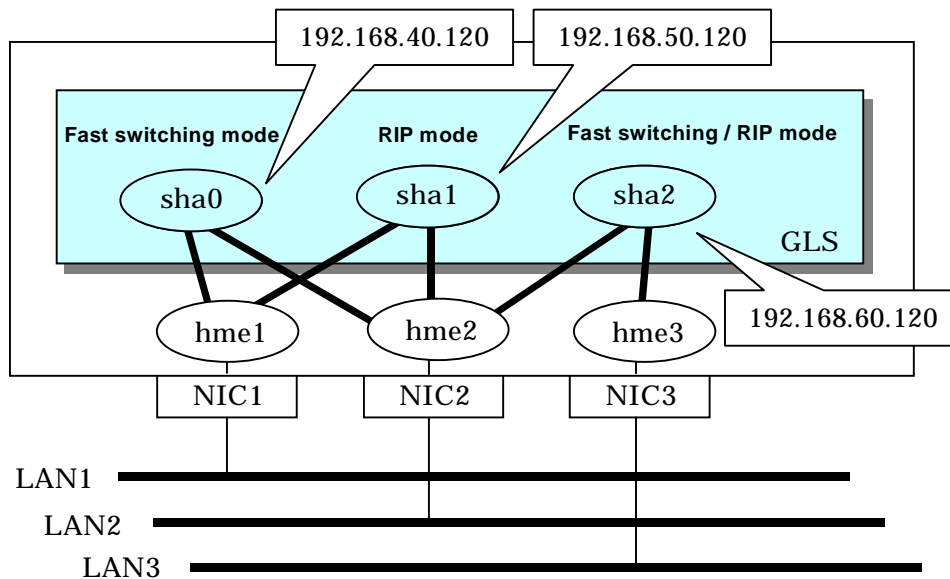 192.168.40.120
192.168.50.120
Fast switching mode
RIP mode
Fast switching / RIP mode
sha0
sha1
sha2
GLS
hme1
hme2
hme3
192.168.60.120
NIC1
NIC2
NIC3
LAN1
LAN2
LAN3